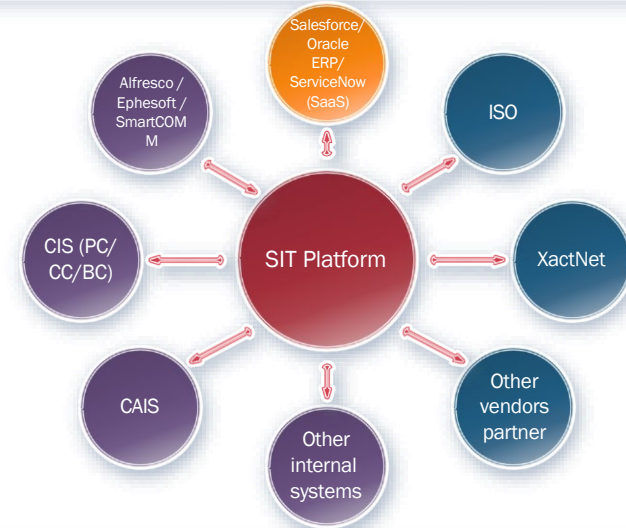 Salesforce/
Oracle
ERP/
ServiceNow
(SaaS)
Alfresco /
Ephesoft /
SmartCOM
M
ISO
CIS (PC/
CC/BC)
SIT Platform
XactNet
CAIS
Other
vendors
partner
Other
internal
systems